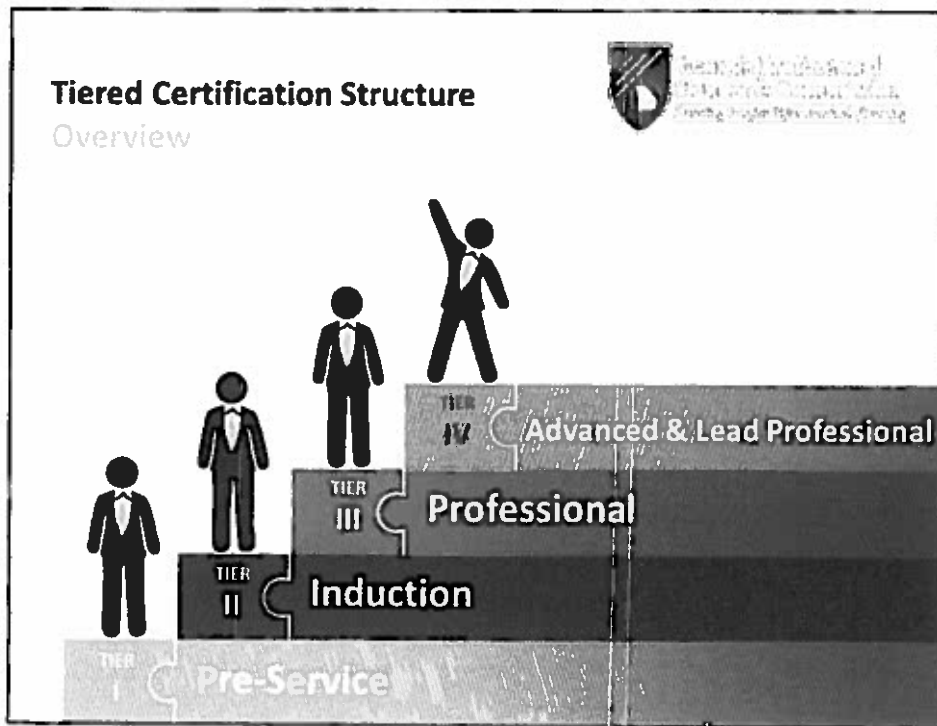 Tiered Certification Structure
Overview
TIER
IV
Advanced & Lead Professional
TIER
III
Professional
TIER
II
Induction
TIER
I
Pre-Service